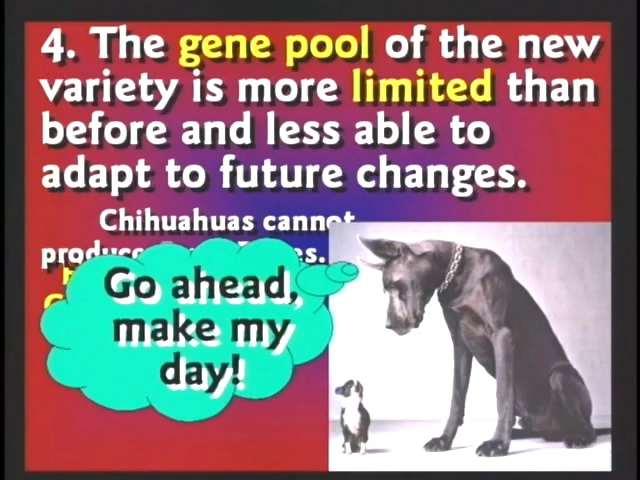 4. The gene pool of the new
variety is more limited than
before and less able to
adapt to future changes.
Chihuahuas cannot
Go ahead,
make my
day!